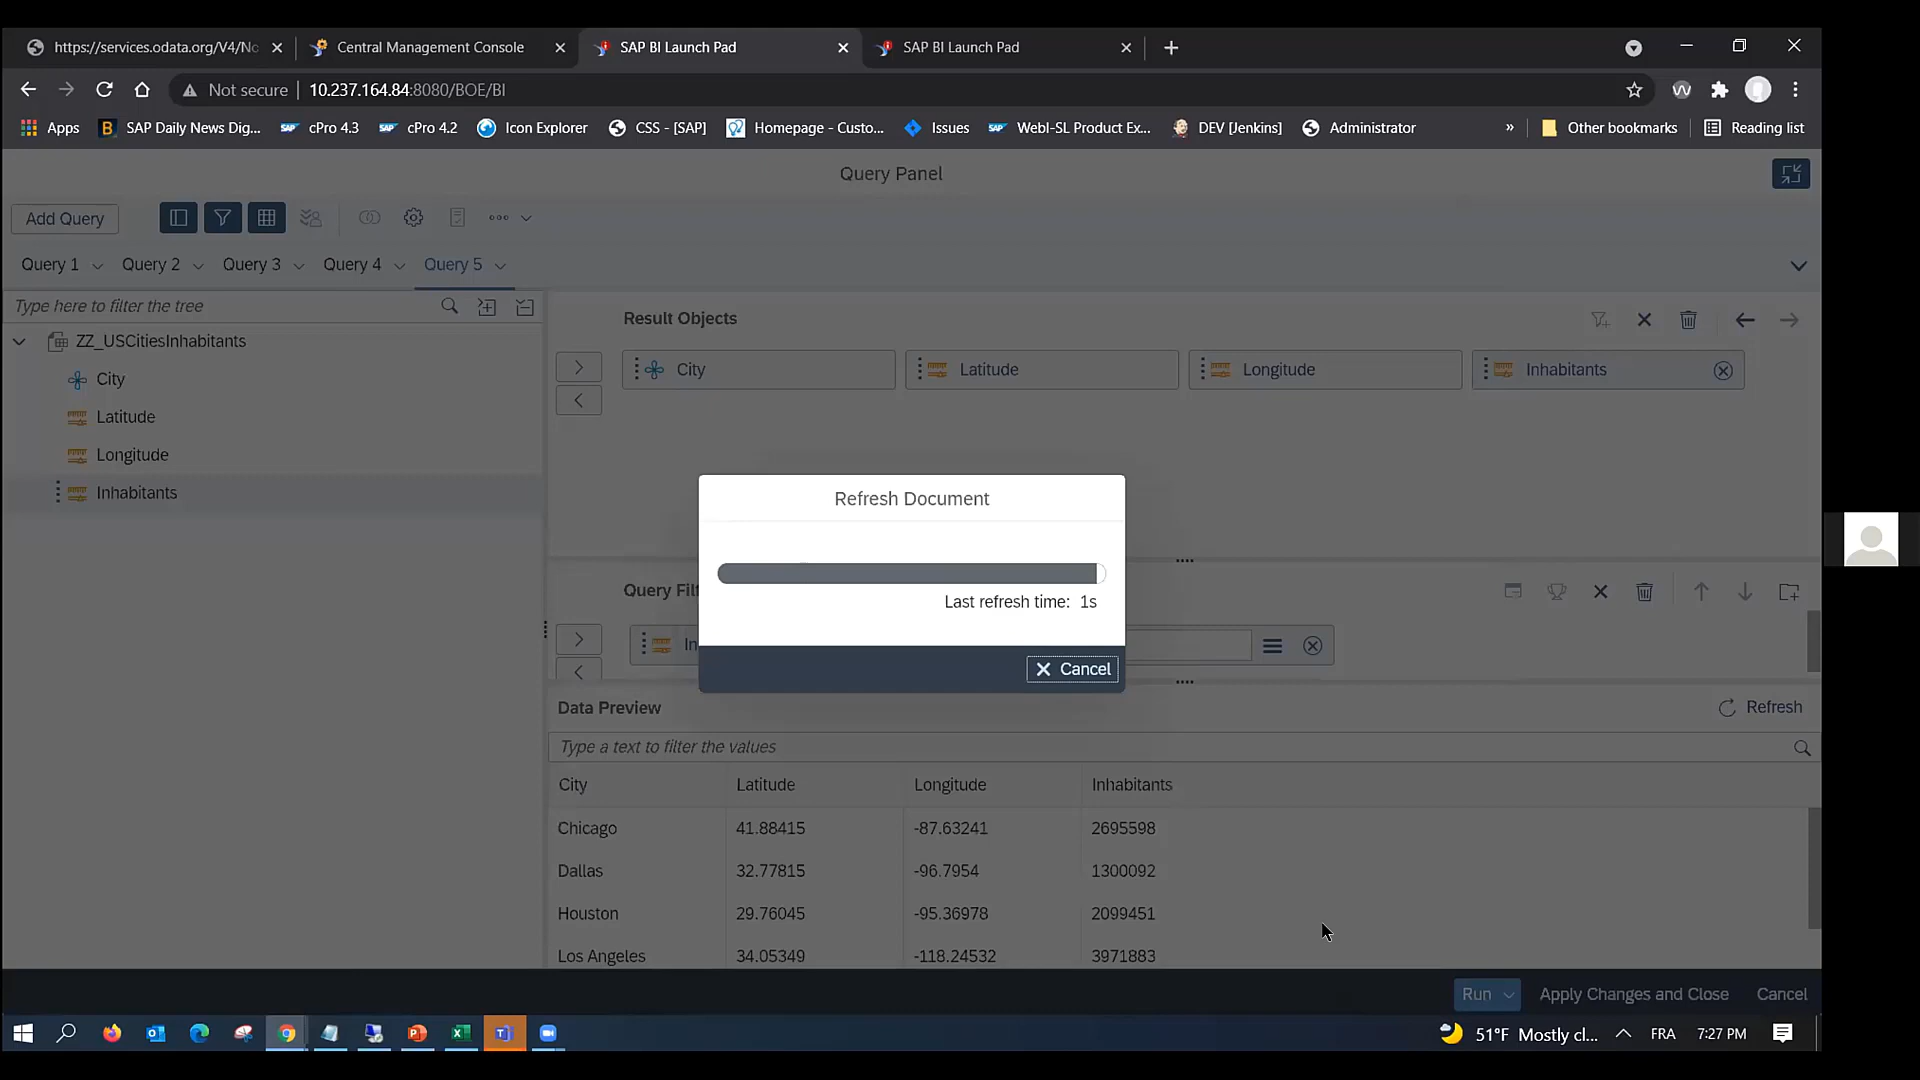 https://services.odata.org/V4/Nc
Central Management Console
SAP BI Launch Pad
SAP BI Launch Pad
Not secure
10.237.164.84:8080/BOE/BI
Apps
SAP Daily News Dig...
cPro 4.3
cPro 4.2
Icon Explorer
CSS - [SAP]
Homepage - Custo...
Issues
WebI-SL Product Ex...
DEV [Jenkins]
Administrator
»
Other bookmarks
Reading list
Query Panel
Add Query
Query 1
Query 2
Query 3
Query 4
Query 5
Type here to filter the tree
ZZ_USCitiesInhabitants
City
Latitude
Longitude
Inhabitants
Result Objects
City
Latitude
Longitude
Inhabitants
Refresh Document
Last refresh time: 1s
Cancel
Query Filt
In
Data Preview
Refresh
Type a text to filter the values
City Latitude Longitude Inhabitants
Chicago 41.88415 -87.63241 2695598
Dallas 32.77815 -96.7954 1300092
Houston 29.76045 -95.36978 2099451
Los Angeles 34.05349 -118.24532 3971883
Run
Apply Changes and Close
Cancel
51°F Mostly cl...
FRA
7:27 PM